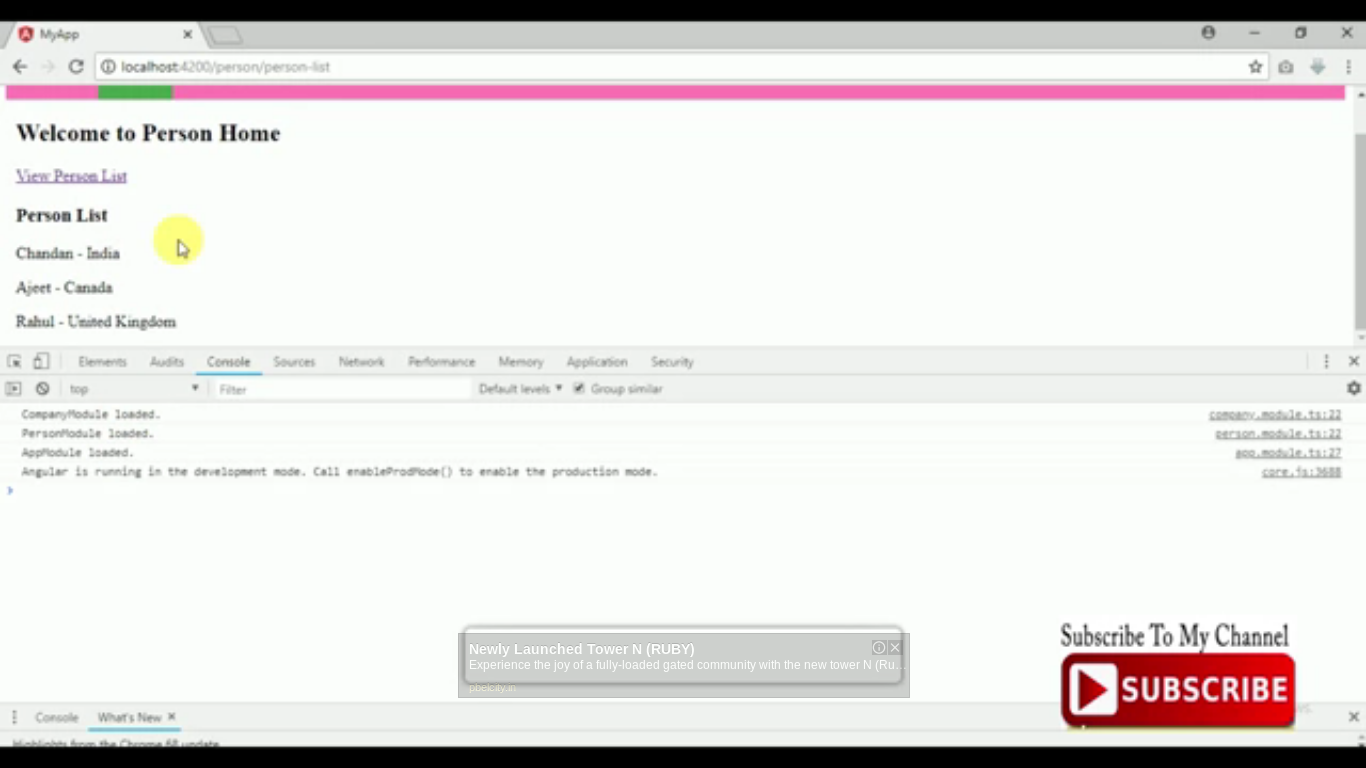 MyApp
localhost:4200/person/person-list
Welcome to Person Home
View Person List
Person List
Chandan - India
Ajeet - Canada
Rahul - United Kingdom
Elements Audits Console Sources Network Performance Memory Application Security
top Filter Default levels Group similar
CompanyModule loaded. company.module.ts:22
PersonModule loaded. person.module.ts:22
AppModule loaded. app.module.ts:27
Angular is running in the development mode. Call enableProdMode() to enable the production mode. core.js:3688
Newly Launched Tower N (RUBY)
Experience the joy of a fully-loaded gated community with the new tower N (Ru...
pbelcity.in
Subscribe To My Channel
SUBSCRIBE
Console What's New
Highlights from the Chrome 68 update